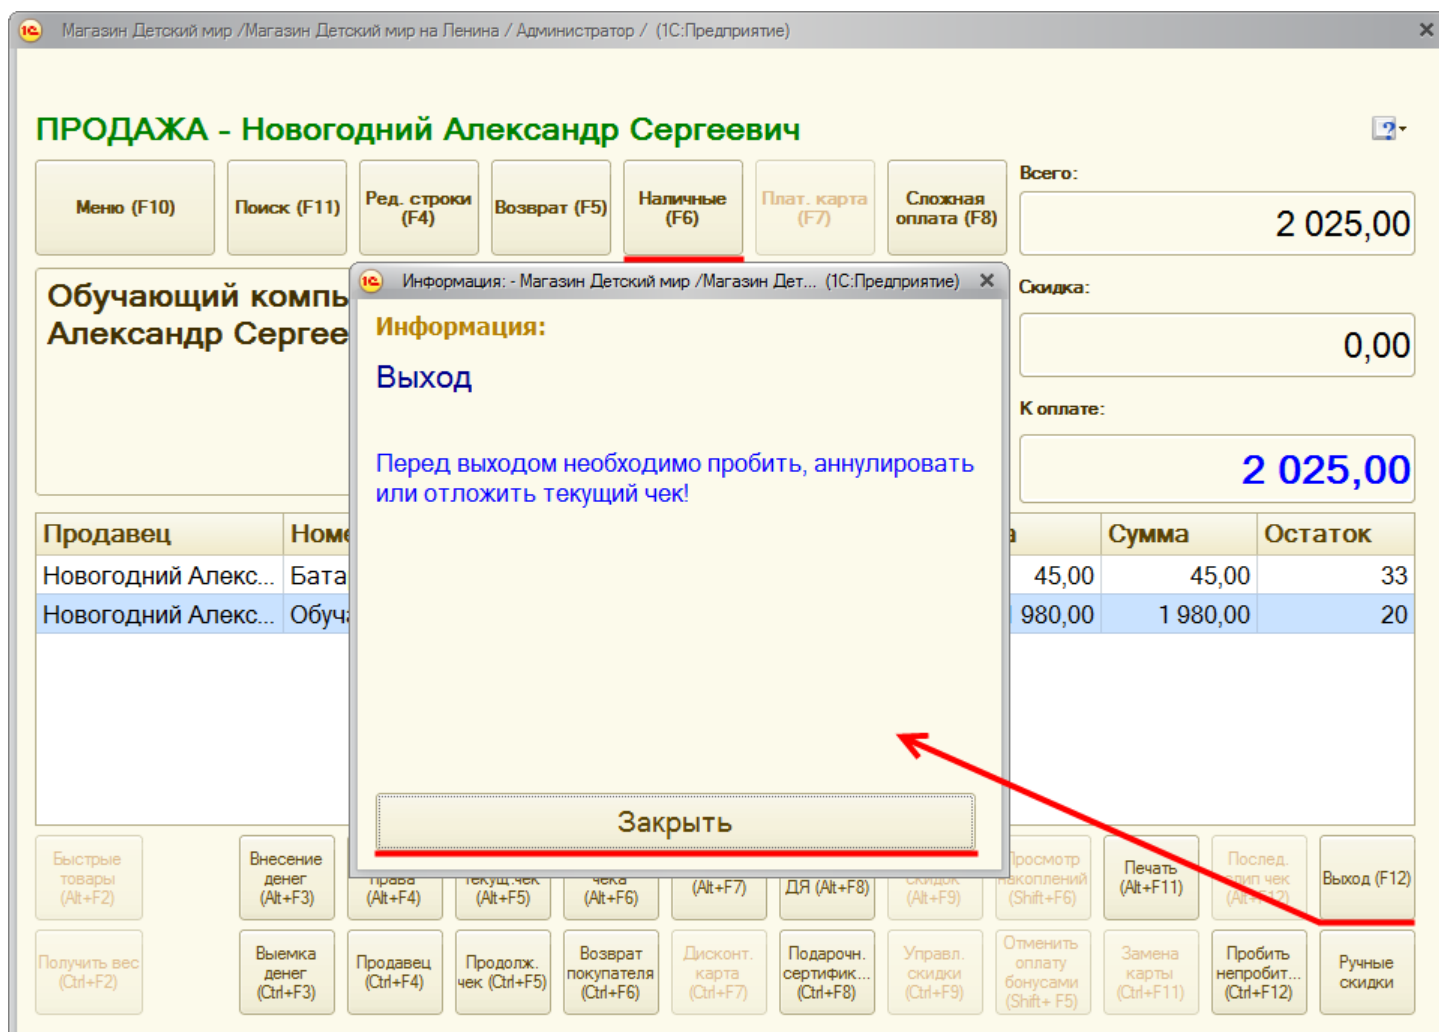 Магазин Детский мир /Магазин Детский мир на Ленина / Администратор / (1С:Предприятие)
ПРОДАЖА - Новогодний Александр Сергеевич
Меню (F10)
Поиск (F11)
Ред. строки
(F4)
Возврат (F5)
Наличные
(F6)
Плат. карта
(F7)
Сложная
оплата (F8)
Всего:
2 025,00
Скидка:
0,00
К оплате:
2 025,00
Обучающий компь
Александр Сергее
Информация: - Магазин Детский мир /Магазин Дет... (1С:Предприятие)
Информация:
Выход
Перед выходом необходимо пробить, аннулировать
или отложить текущий чек!
Закрыть
Продавец
Сумма
Остаток
Новогодний Алекс... Бата 45,00 45,00 33
Новогодний Алекс... Обуч 980,00 1 980,00 20
Быстрые
товары
(Alt+F2)
Внесение
денег
(Alt+F3)
права
(Alt+F4)
текущ.чек
(Alt+F5)
чека
(Alt+F6)
(Alt+F7)
ДЯ (Alt+F8)
скидок
(Alt+F9)
Просмотр
накоплений
(Shift+F6)
Печать
(Alt+F11)
Послед.
слип чек
(Alt+F12)
Выход (F12)
Получить вес
(Ctrl+F2)
Выемка
денег
(Ctrl+F3)
Продавец
(Ctrl+F4)
Продолж.
чек (Ctrl+F5)
Возврат
покупателя
(Ctrl+F6)
Дисконт.
карта
(Ctrl+F7)
Подарочн.
сертифик...
(Ctrl+F8)
Управл.
скидки
(Ctrl+F9)
Отменить
оплату
бонусами
(Shift+ F5)
Замена
карты
(Ctrl+F11)
Пробить
непробит...
(Ctrl+F12)
Ручные
скидки